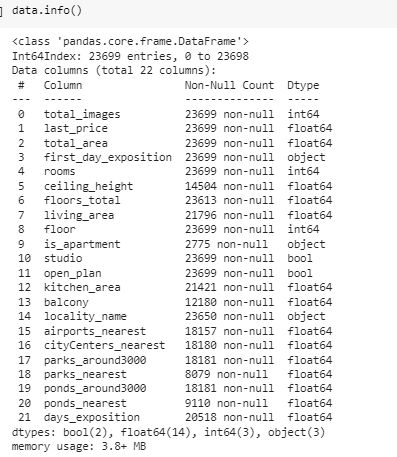 data.info()
<class 'pandas.core.frame.DataFrame'>
Int64Index: 23699 entries, 0 to 23698
Data columns (total 22 columns):
 #   Column                Non-Null Count  Dtype
---  ------                --------------  -----
 0   total_images          23699 non-null  int64
 1   last_price            23699 non-null  float64
 2   total_area            23699 non-null  float64
 3   first_day_exposition  23699 non-null  object
 4   rooms                 23699 non-null  int64
 5   ceiling_height        14504 non-null  float64
 6   floors_total          23613 non-null  float64
 7   living_area           21796 non-null  float64
 8   floor                 23699 non-null  int64
 9   is_apartment          2775 non-null   object
 10  studio                23699 non-null  bool
 11  open_plan             23699 non-null  bool
 12  kitchen_area          21421 non-null  float64
 13  balcony               12180 non-null  float64
 14  locality_name         23650 non-null  object
 15  airports_nearest      18157 non-null  float64
 16  cityCenters_nearest   18180 non-null  float64
 17  parks_around3000      18181 non-null  float64
 18  parks_nearest         8079 non-null   float64
 19  ponds_around3000      18181 non-null  float64
 20  ponds_nearest         9110 non-null   float64
 21  days_exposition       20518 non-null  float64
dtypes: bool(2), float64(14), int64(3), object(3)
memory usage: 3.8+ MB